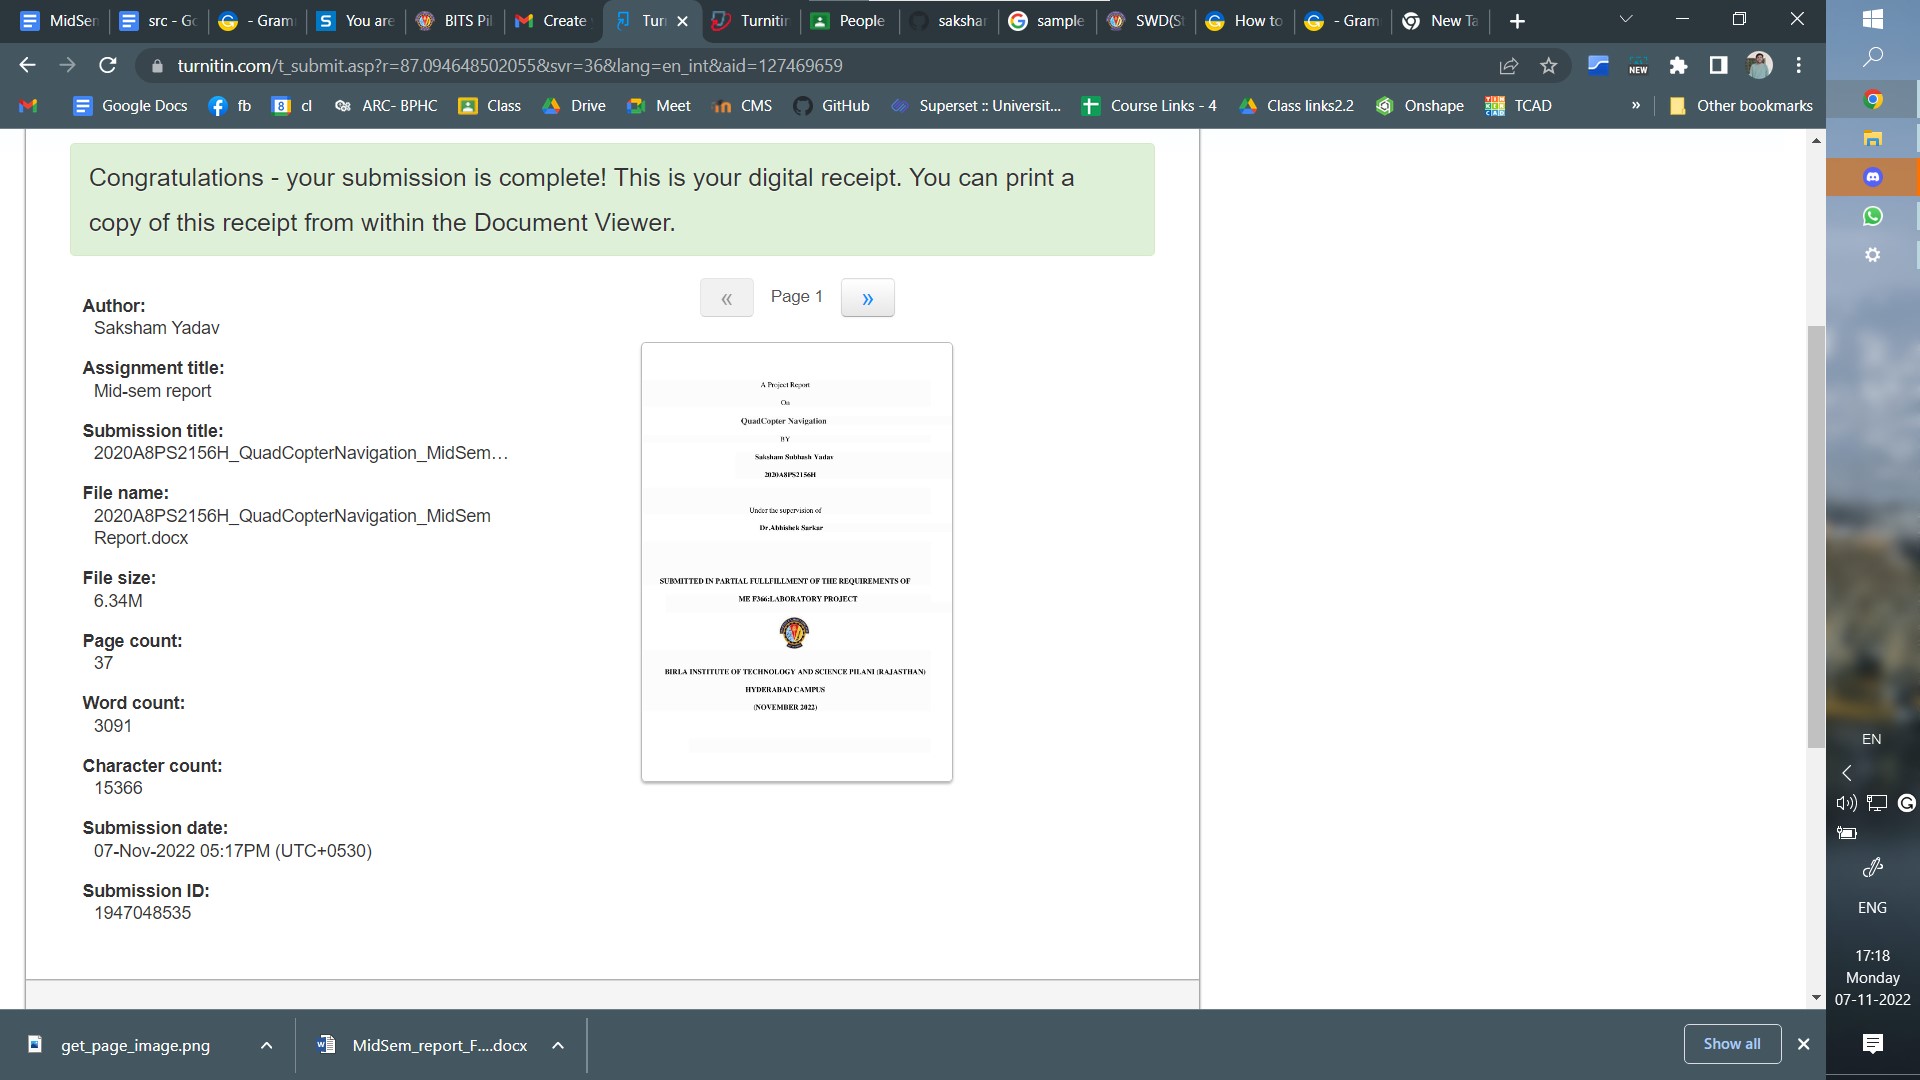 MidSer
src - Gc
- Gram
You are
BITS Pil
Create
Turr
Turnitir
People
sakshar
sample
SWD(St
How to
- Gram
New Ta
turnitin.com/t_submit.asp?r=87.094648502055&svr=36&lang=en_int&aid=127469659
NEW
Google Docs
fb
8 cl
ARC- BPHC
Class
Drive
Meet
CMS
GitHub
Superset :: Universit...
Course Links - 4
Class links2.2
Onshape
TCAD
»
Other bookmarks
Congratulations - your submission is complete! This is your digital receipt. You can print a
copy of this receipt from within the Document Viewer.
« Page 1 »
Author:
Saksham Yadav
Assignment title:
Mid-sem report
Submission title:
2020A8PS2156H_QuadCopterNavigation_MidSem...
File name:
2020A8PS2156H_QuadCopterNavigation_MidSem
Report.docx
File size:
6.34M
Page count:
37
Word count:
3091
Character count:
15366
Submission date:
07-Nov-2022 05:17PM (UTC+0530)
Submission ID:
1947048535
A Project Report
On
QuadCopter Navigation
BY
Saksham Subhash Yadav
2020A8PS2156H
Under the supervision of
Dr.Abhishek Sarkar
SUBMITTED IN PARTIAL FULLFILLMENT OF THE REQUIREMENTS OF
ME F366:LABORATORY PROJECT
BIRLA INSTITUTE OF TECHNOLOGY AND SCIENCE PILANI (RAJASTHAN)
HYDERABAD CAMPUS
(NOVEMBER 2022)
EN
ENG
17:18
Monday
07-11-2022
get_page_image.png
MidSem_report_F....docx
Show all